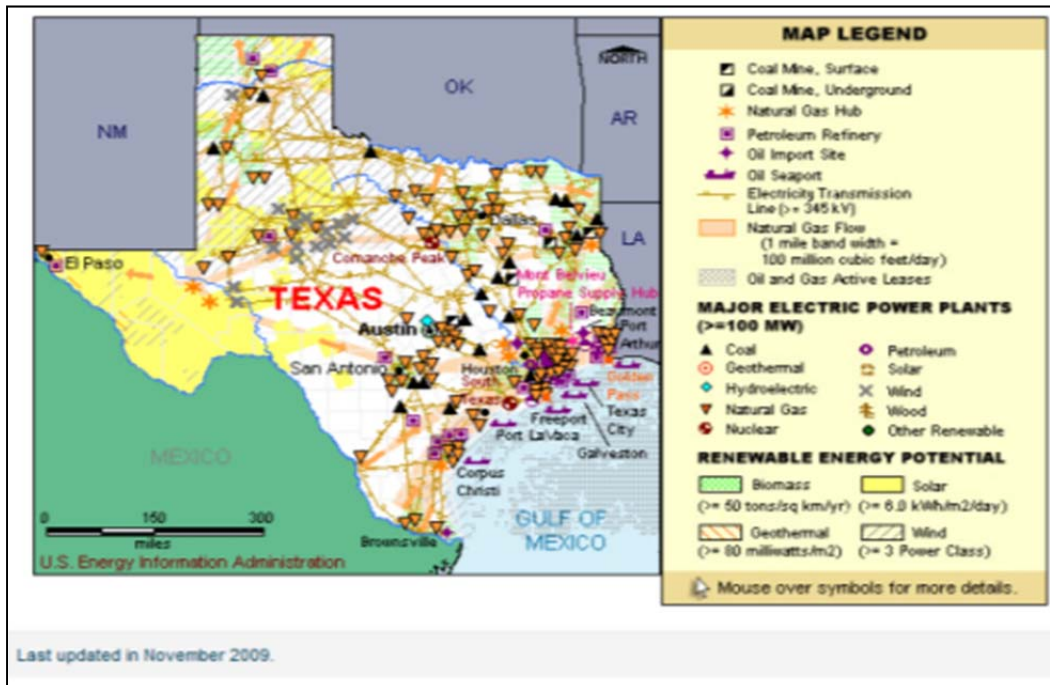 NORTH
OK
NM
AR
LA
El Paso
Dallas
Comanche Peak
Mont Belvieu
Propane Supply Hub
TEXAS
Beaumont
Port
Arthur
Austin
San Antonio
Houston
South
Texas
Golden
Pass
Texas
City
Freeport
Port LaVaca
Galveston
MEXICO
Corpus
Christi
GULF OF
MEXICO
Brownsville
0 150 300
miles
U.S. Energy Information Administration
MAP LEGEND
Coal Mine, Surface
Coal Mine, Underground
Natural Gas Hub
Petroleum Refinery
Oil Import Site
Oil Seaport
Electricity Transmission
Line (>= 345 kV)
Natural Gas Flow
(1 mile band width =
100 million cubic feet/day)
Oil and Gas Active Leases
MAJOR ELECTRIC POWER PLANTS
(>=100 MW)
Coal Petroleum
Geothermal Solar
Hydroelectric Wind
Natural Gas Wood
Nuclear Other Renewable
RENEWABLE ENERGY POTENTIAL
Biomass Solar
(>= 50 tons/sq km/yr) (>= 6.0 kWh/m2/day)
Geothermal Wind
(>= 80 milliwatts/m2) (>= 3 Power Class)
Mouse over symbols for more details.
Last updated in November 2009.